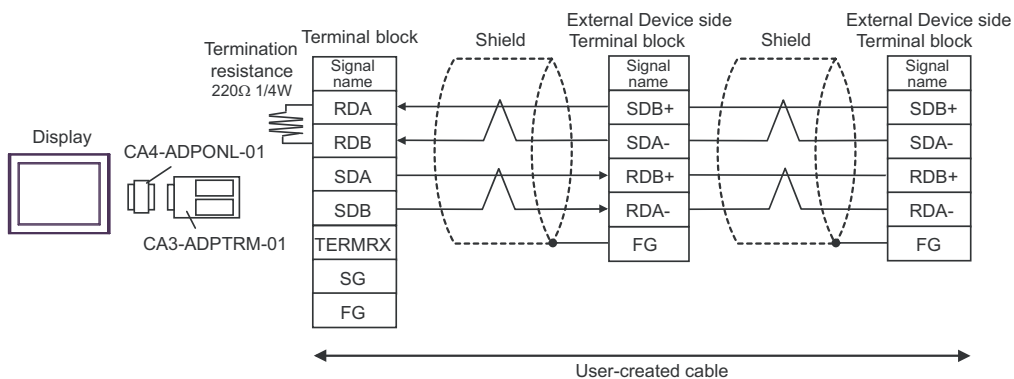 Display
CA4-ADPONL-01
CA3-ADPTRM-01
Termination
resistance
220Ω 1/4W
Terminal block
Signal
name
RDA
RDB
SDA
SDB
TERMRX
SG
FG
Shield
External Device side
Terminal block
Signal
name
SDB+
SDA-
RDB+
RDA-
FG
Shield
External Device side
Terminal block
Signal
name
SDB+
SDA-
RDB+
RDA-
FG
User-created cable